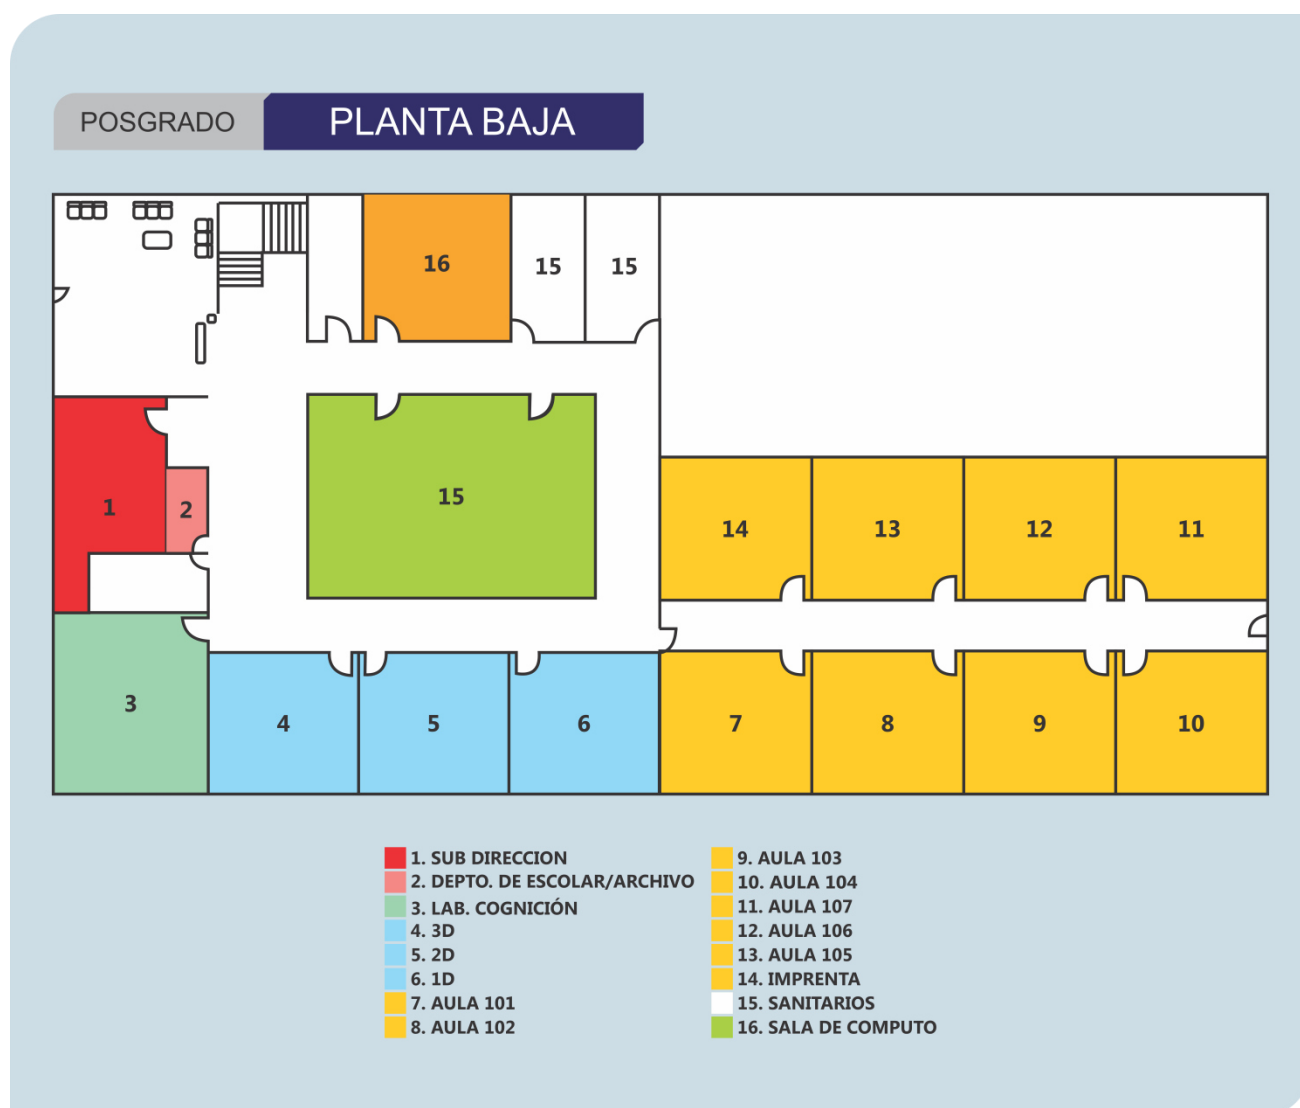 POSGRADO PLANTA BAJA
16 15 15
15
1 2
14 13 12 11
3
4 5 6 7 8 9 10
1. SUB DIRECCION
2. DEPTO. DE ESCOLAR/ARCHIVO
3. LAB. COGNICIÓN
4. 3D
5. 2D
6. 1D
7. AULA 101
8. AULA 102
9. AULA 103
10. AULA 104
11. AULA 107
12. AULA 106
13. AULA 105
14. IMPRENTA
15. SANITARIOS
16. SALA DE COMPUTO